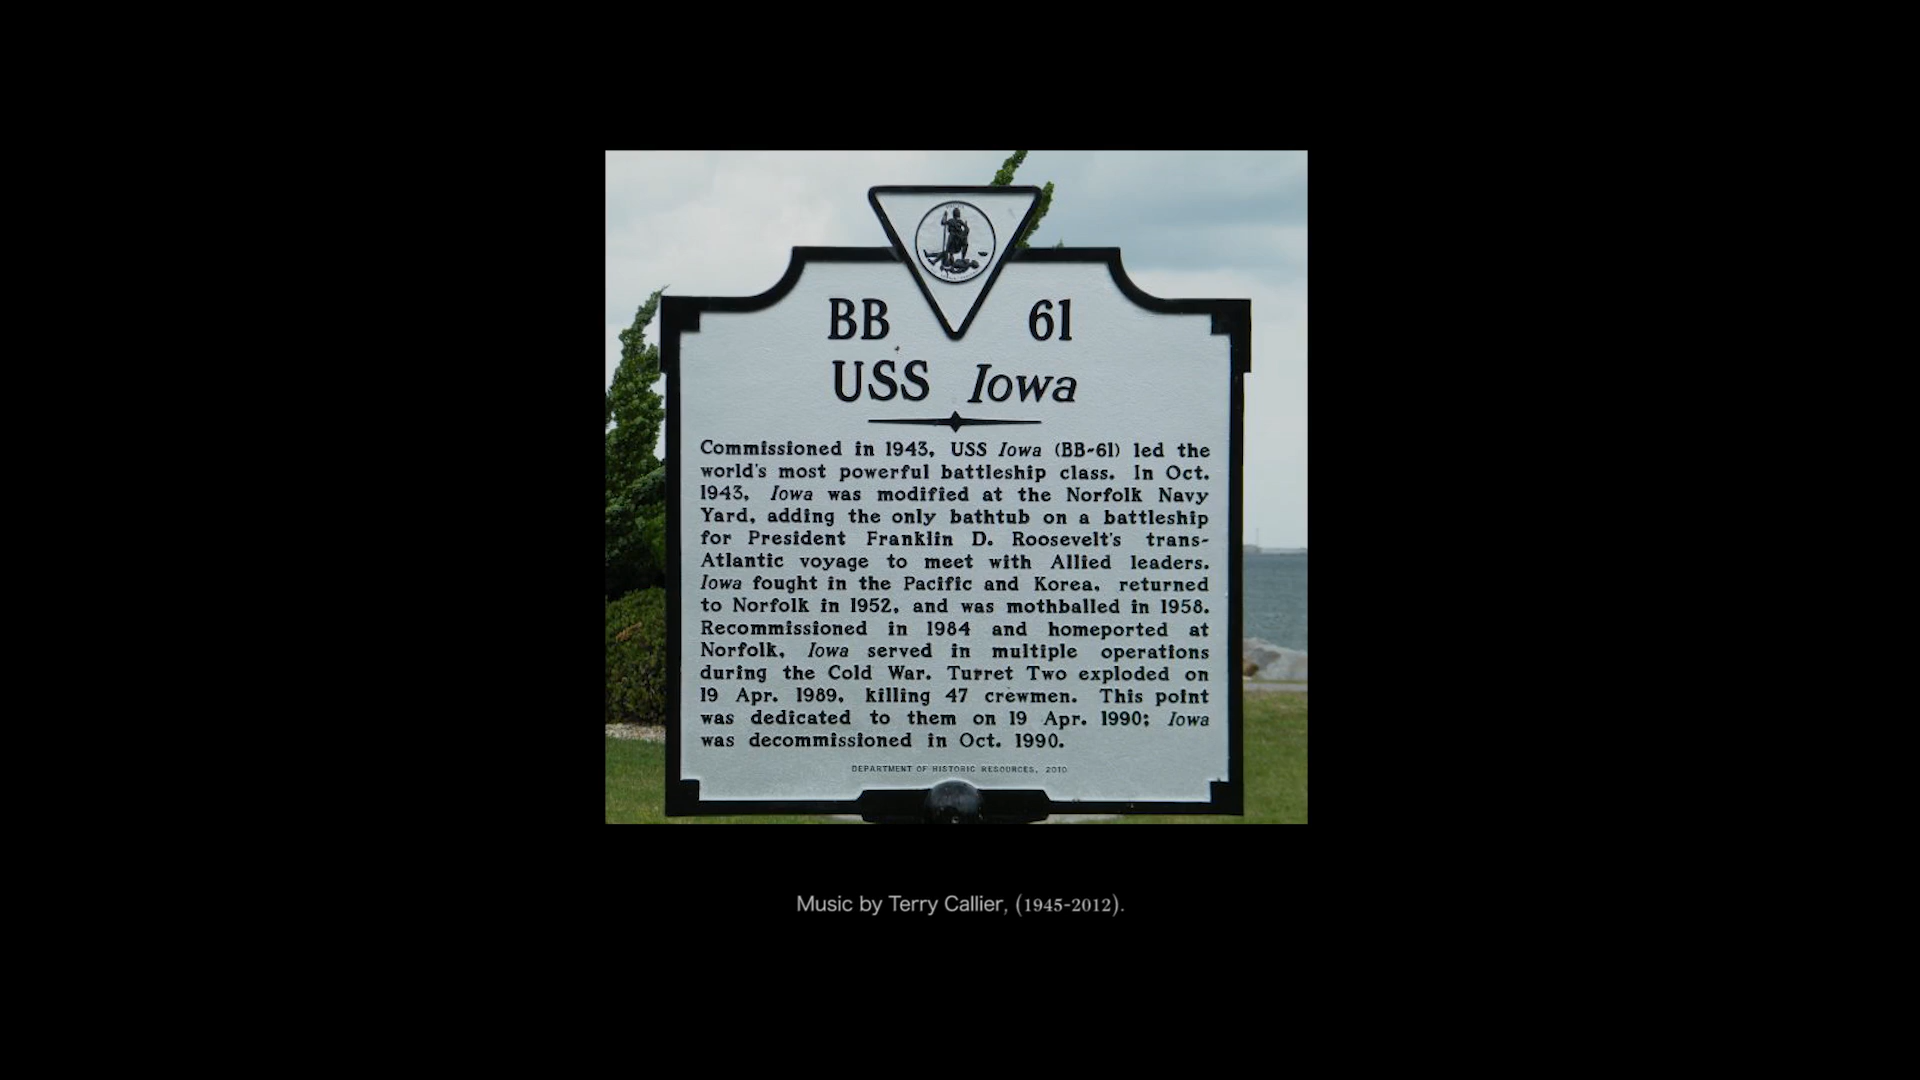 BB 61
USS Iowa
Commissioned in 1943, USS Iowa (BB-61) led the
world's most powerful battleship class. In Oct.
1943, Iowa was modified at the Norfolk Navy
Yard, adding the only bathtub on a battleship
for President Franklin D. Roosevelt's trans-
Atlantic voyage to meet with Allied leaders.
Iowa fought in the Pacific and Korea, returned
to Norfolk in 1952, and was mothballed in 1958.
Recommissioned in 1984 and homeported at
Norfolk, Iowa served in multiple operations
during the Cold War. Turret Two exploded on
19 Apr. 1989, killing 47 crewmen. This point
was dedicated to them on 19 Apr. 1990; Iowa
was decommissioned in Oct. 1990.
DEPARTMENT OF HISTORIC RESOURCES, 2010
Music by Terry Callier, (1945-2012).